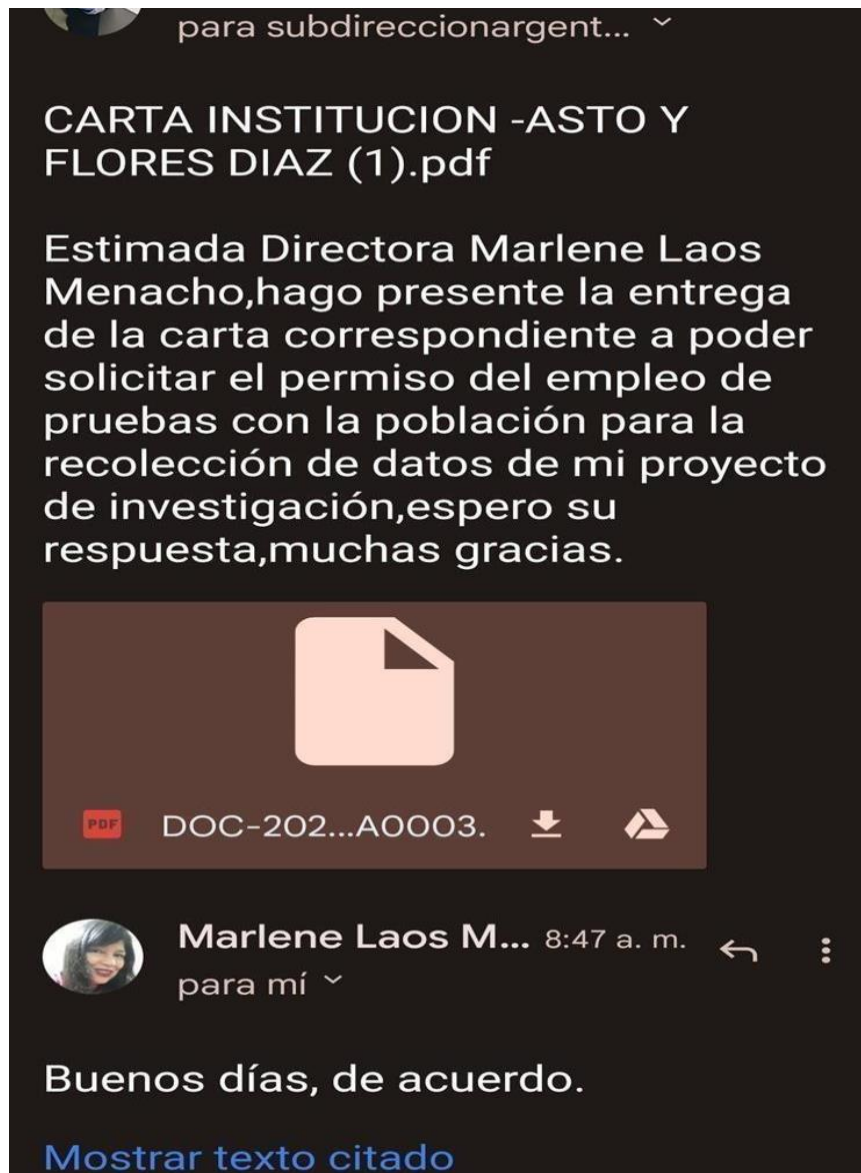 para subdireccionargent...
CARTA INSTITUCION -ASTO Y
FLORES DIAZ (1).pdf
Estimada Directora Marlene Laos
Menacho,hago presente la entrega
de la carta correspondiente a poder
solicitar el permiso del empleo de
pruebas con la población para la
recolección de datos de mi proyecto
de investigación,espero su
respuesta,muchas gracias.
PDF DOC-202...A0003.
Marlene Laos M... 8:47 a. m.
para mí
Buenos días, de acuerdo.
Mostrar texto citado